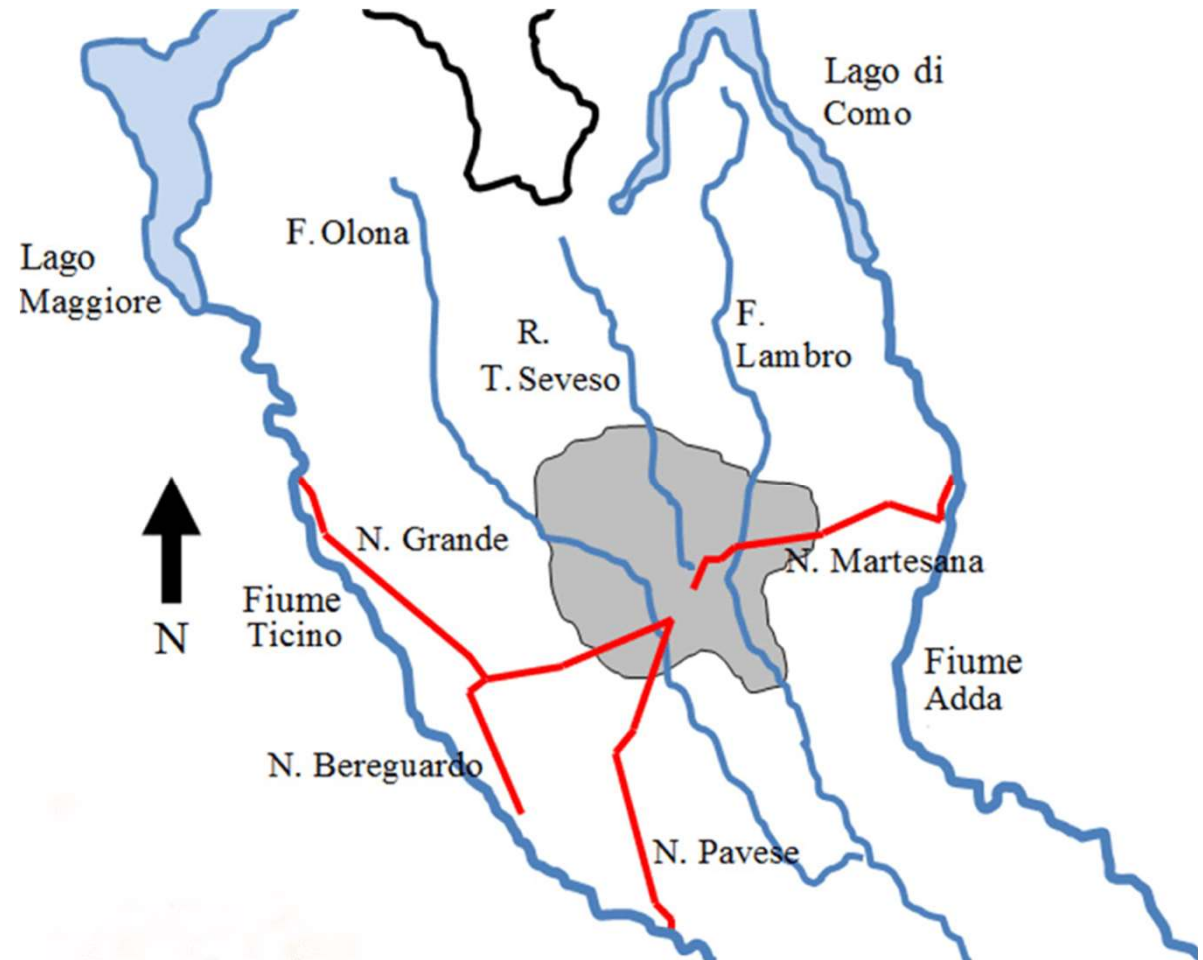 Lago di
Como
F. Olona
Lago
Maggiore
F.
Lambro
R.
T. Seveso
N. Grande
N. Martesana
Fiume
Ticino
N
Fiume
Adda
N. Bereguardo
N. Pavese